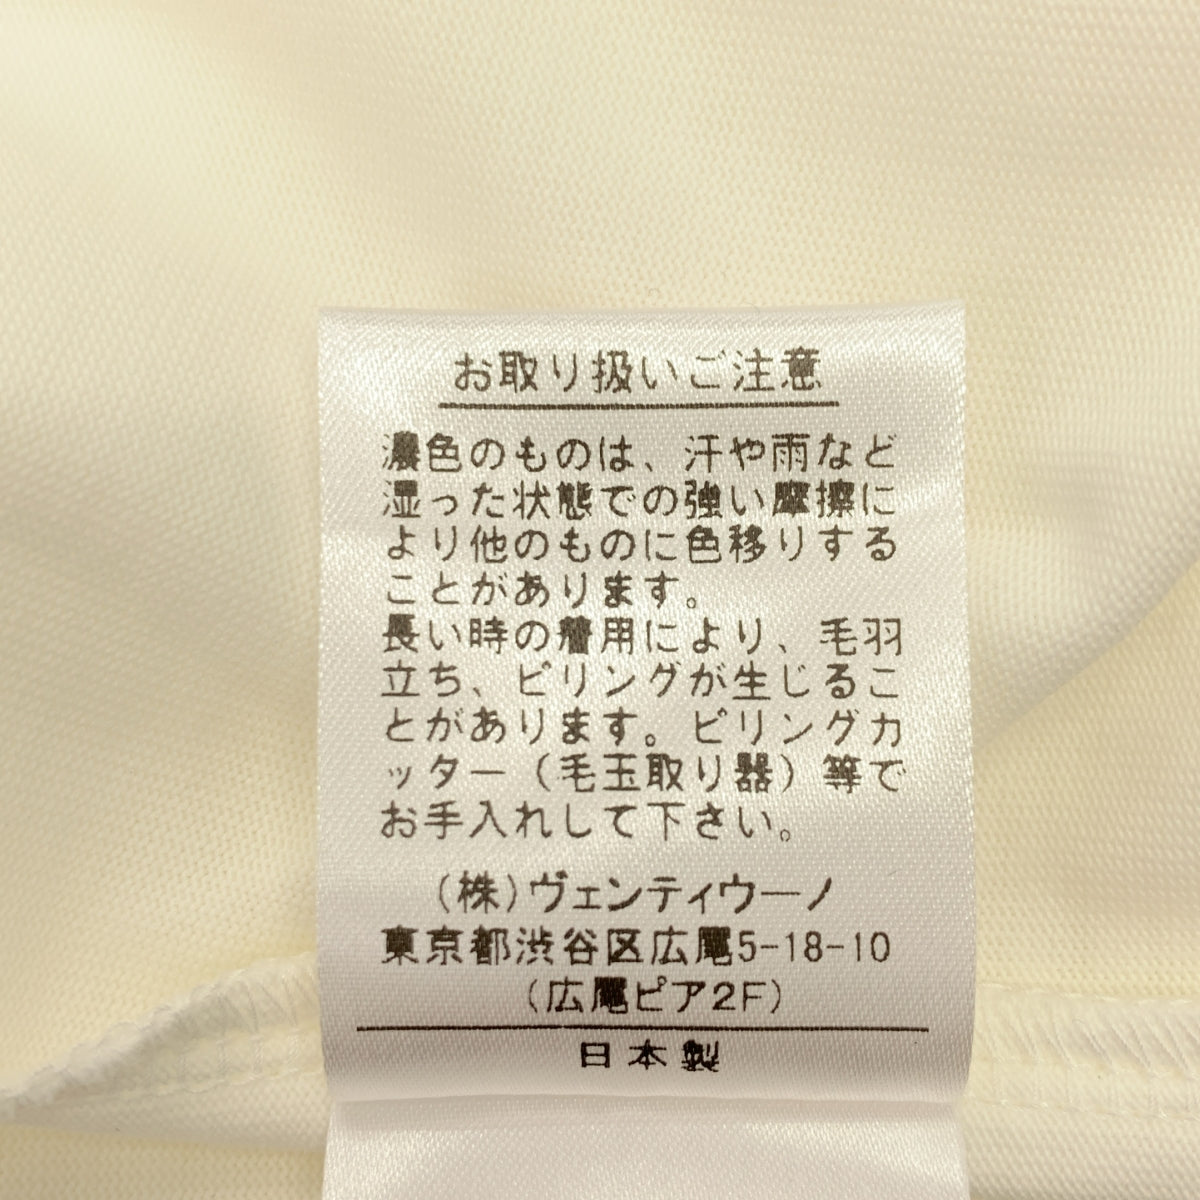 お取り扱いご注意
濃色のものは、汗や雨など
湿った状態での強い摩擦に
より他のものに色移りする
ことがあります。
長い時の着用により、毛羽
立ち、ピリングが生じるこ
とがあります。ピリングカ
ッター(毛玉取り器)等で
お手入れして下さい。
(株)ヴェンティウーノ
東京都渋谷区広尾5-18-10
(広尾ピア2F)
日本製